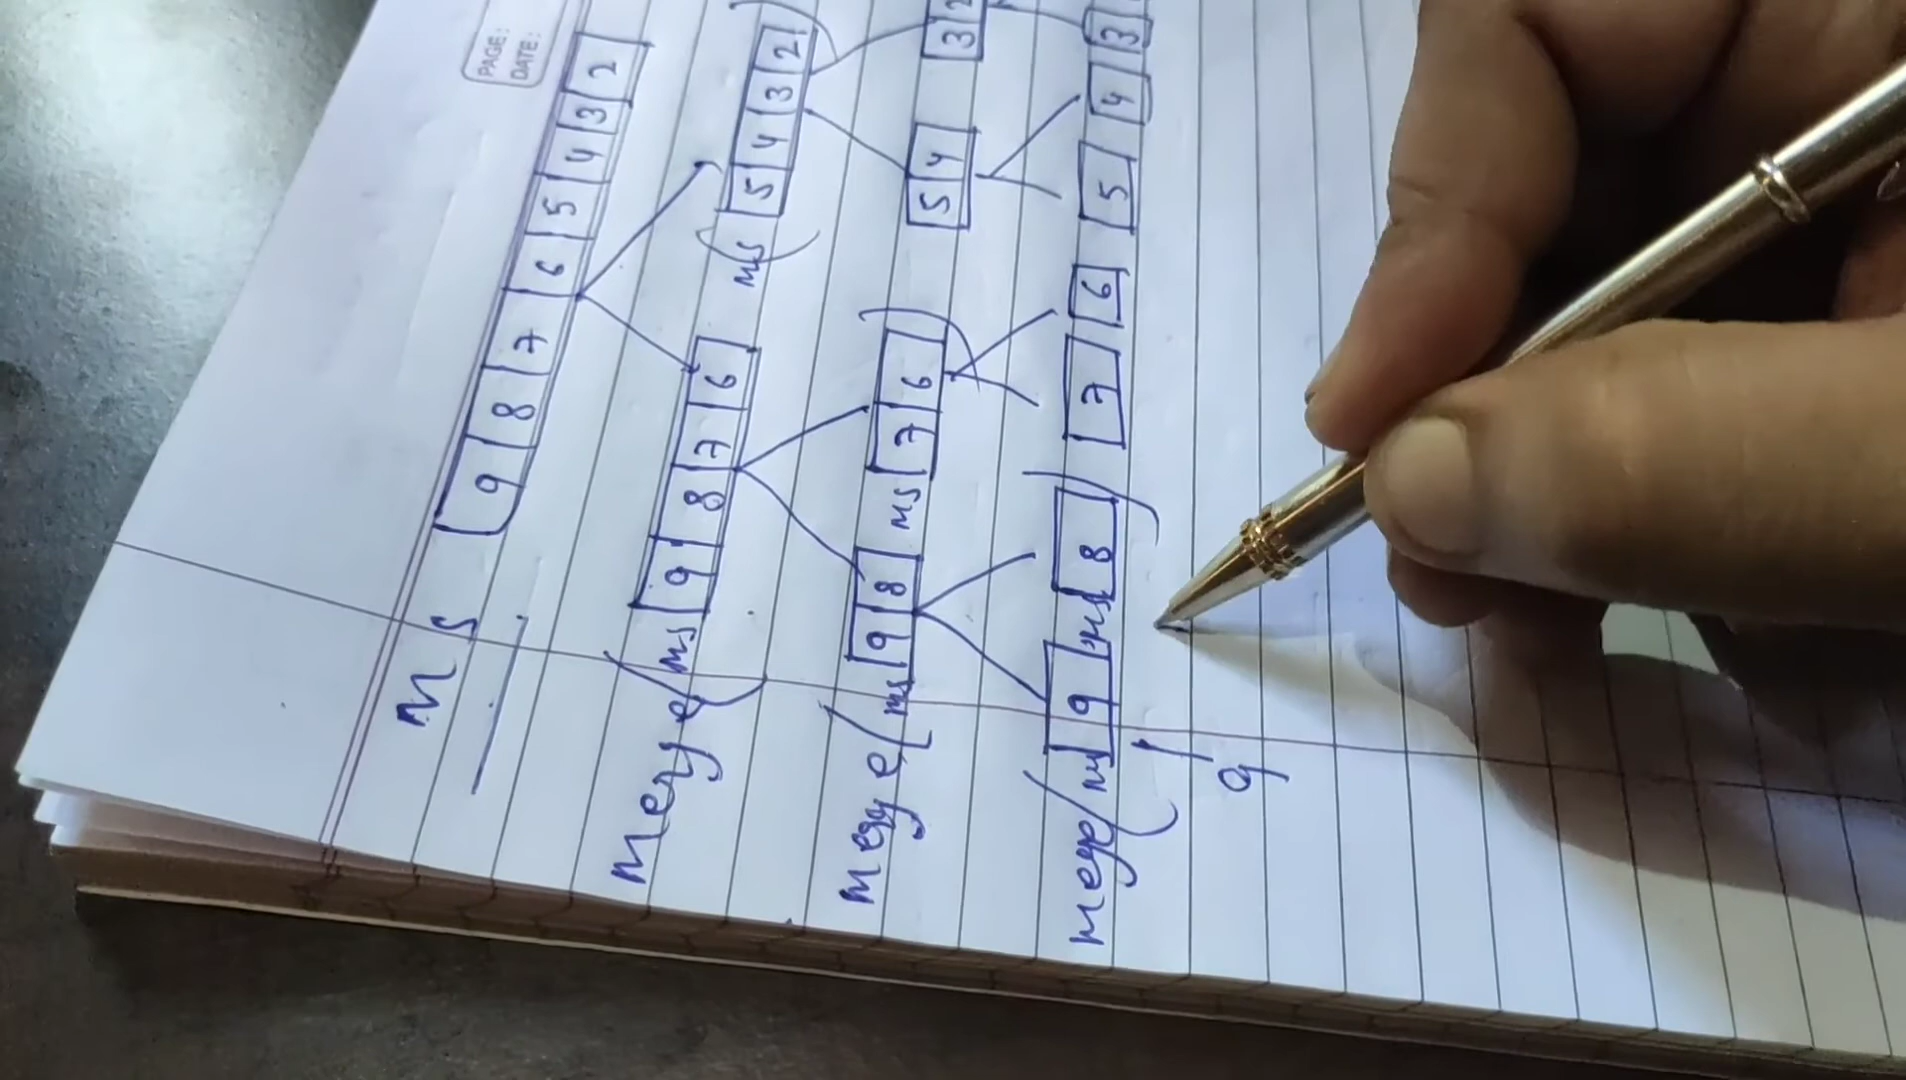 PAGE:
DATE:
M S
9 8 7 6 5 4 3 2
Merge ( MS 9 8 7 6 MS 5 4 3 2 )
Merge ( MS 9 8 MS 7 6 ) 5 4 3 2
Mege ( MS 9 MS 8 ) 7 6 5 4 3
9